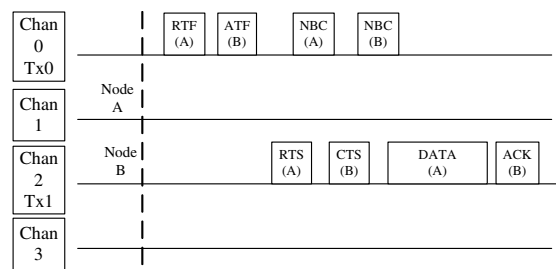 Chan
0
Tx0
RTF
(A)
ATF
(B)
NBC
(A)
NBC
(B)
Chan
1
Node
A
Chan
2
Tx1
Node
B
RTS
(A)
CTS
(B)
DATA
(A)
ACK
(B)
Chan
3